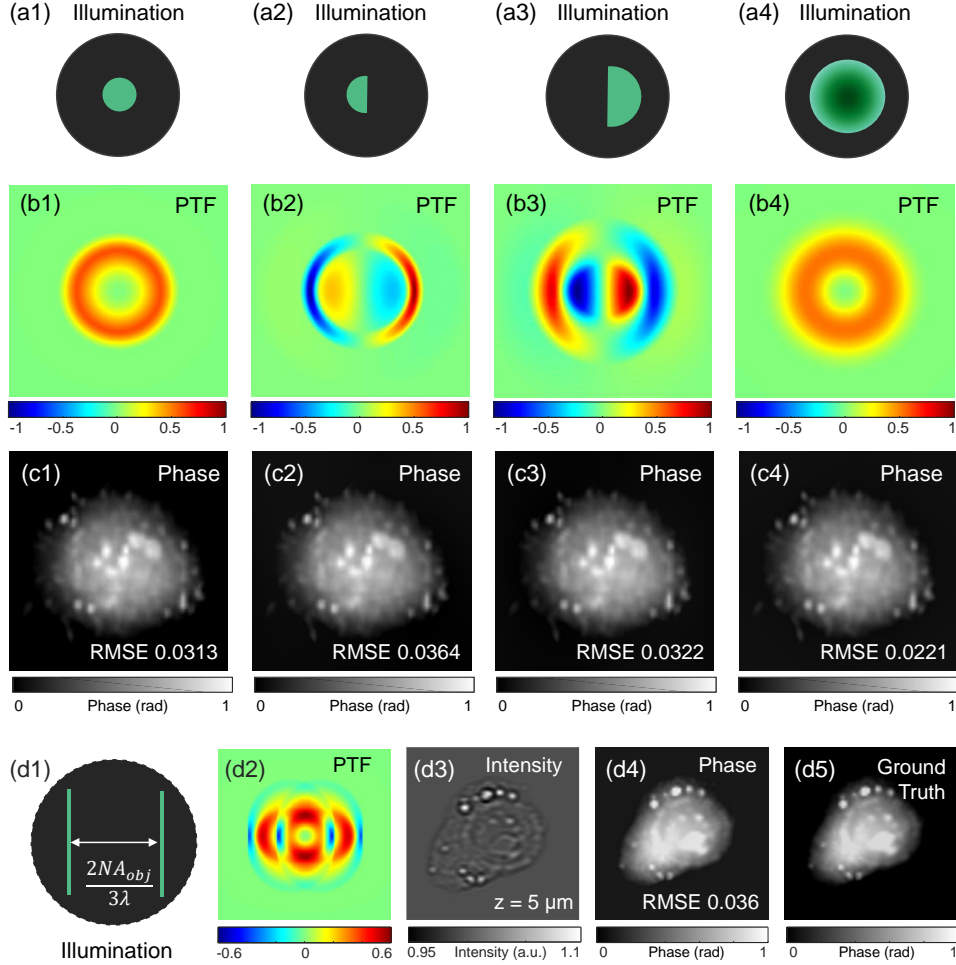 (a1) Illumination
(a2) Illumination
(a3) Illumination
(a4) Illumination
(b1) PTF
(b2) PTF
(b3) PTF
(b4) PTF
-1 -0.5 0 0.5 1
-1 -0.5 0 0.5 1
-1 -0.5 0 0.5 1
-1 -0.5 0 0.5 1
(c1) Phase
RMSE 0.0313
(c2) Phase
RMSE 0.0364
(c3) Phase
RMSE 0.0322
(c4) Phase
RMSE 0.0221
0 Phase (rad) 1
0 Phase (rad) 1
0 Phase (rad) 1
0 Phase (rad) 1
(d1)
2NA_obj
3λ
Illumination
(d2) PTF
-0.6 0 0.6
(d3) Intensity
z = 5 μm
0.95 Intensity (a.u.) 1.1
(d4) Phase
RMSE 0.036
0 Phase (rad) 1
(d5) Ground
Truth
0 Phase (rad) 1